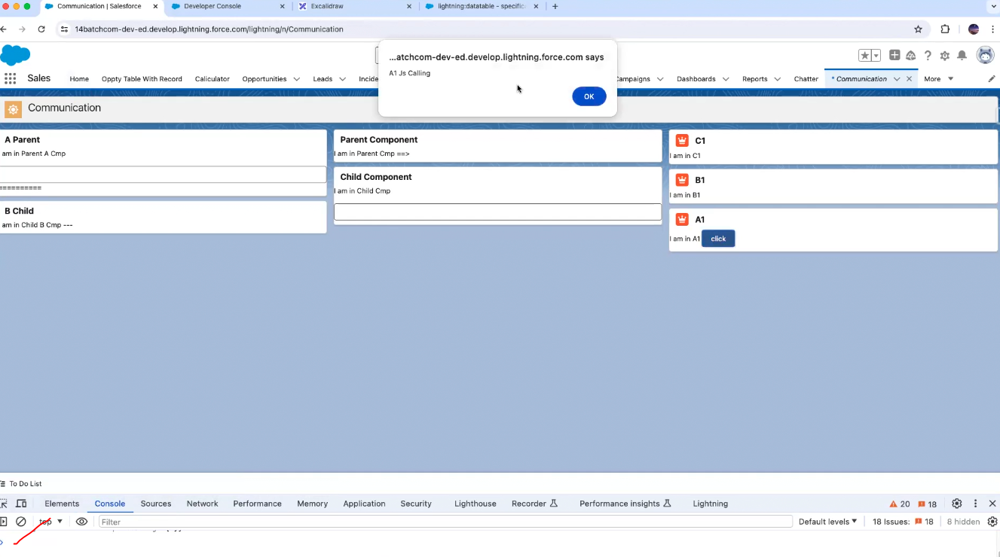 Communication | Salesforce
Developer Console
Excalidraw
lightning:datatable - specific
14batchcom-dev-ed.develop.lightning.force.com/lightning/n/Communication
...atchcom-dev-ed.develop.lightning.force.com says
A1 Js Calling
OK
Sales Home Oppty Table With Record Calculator Opportunities Leads Incide Campaigns Dashboards Reports Chatter * Communication More
Communication
A Parent
am in Parent A Cmp
==========
B Child
am in Child B Cmp ---
Parent Component
I am in Parent Cmp ==>
Child Component
I am in Child Cmp
C1
I am in C1
B1
I am in B1
A1
I am in A1 click
To Do List
Elements Console Sources Network Performance Memory Application Security Lighthouse Recorder Performance insights Lightning 20 18
top Filter Default levels 18 Issues: 18 8 hidden